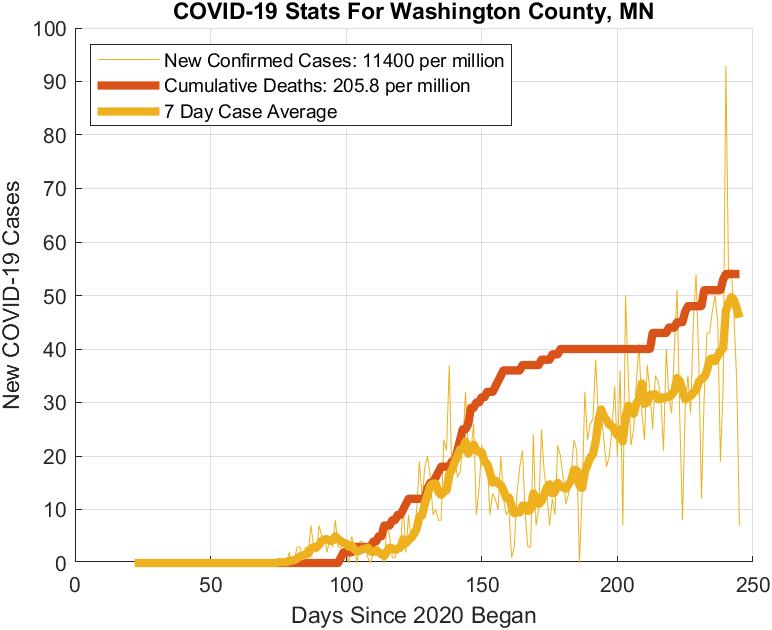 COVID-19 Stats For Washington County, MN
New Confirmed Cases: 11400 per million
Cumulative Deaths: 205.8 per million
7 Day Case Average
New COVID-19 Cases
100
90
80
70
60
50
40
30
20
10
0
0 50 100 150 200 250
Days Since 2020 Began